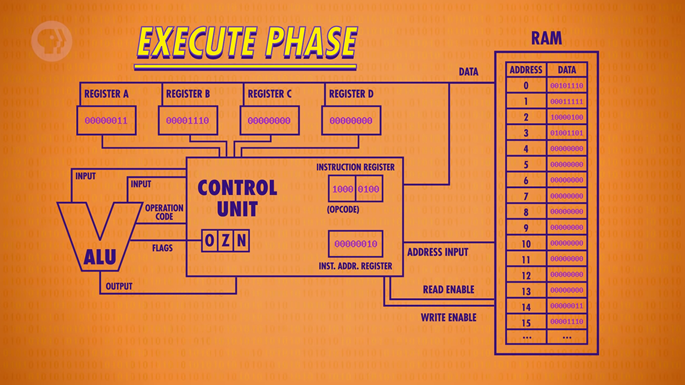 EXECUTE PHASE
RAM
DATA
REGISTER A
REGISTER B
REGISTER C
REGISTER D
00000011
00001110
00000000
00000000
ADDRESS DATA
0 00101110
1 00011111
2 10000100
3 01001101
4 00000000
5 00000000
6 00000000
7 00000000
8 00000000
9 00000000
10 00000000
11 00000000
12 00000000
13 00000000
14 00000011
15 00001110
... ...
INPUT
INPUT
OPERATION
CODE
FLAGS
ALU
OUTPUT
CONTROL
UNIT
O Z N
INSTRUCTION REGISTER
1000 0100
(OPCODE)
00000010
INST. ADDR. REGISTER
ADDRESS INPUT
READ ENABLE
WRITE ENABLE